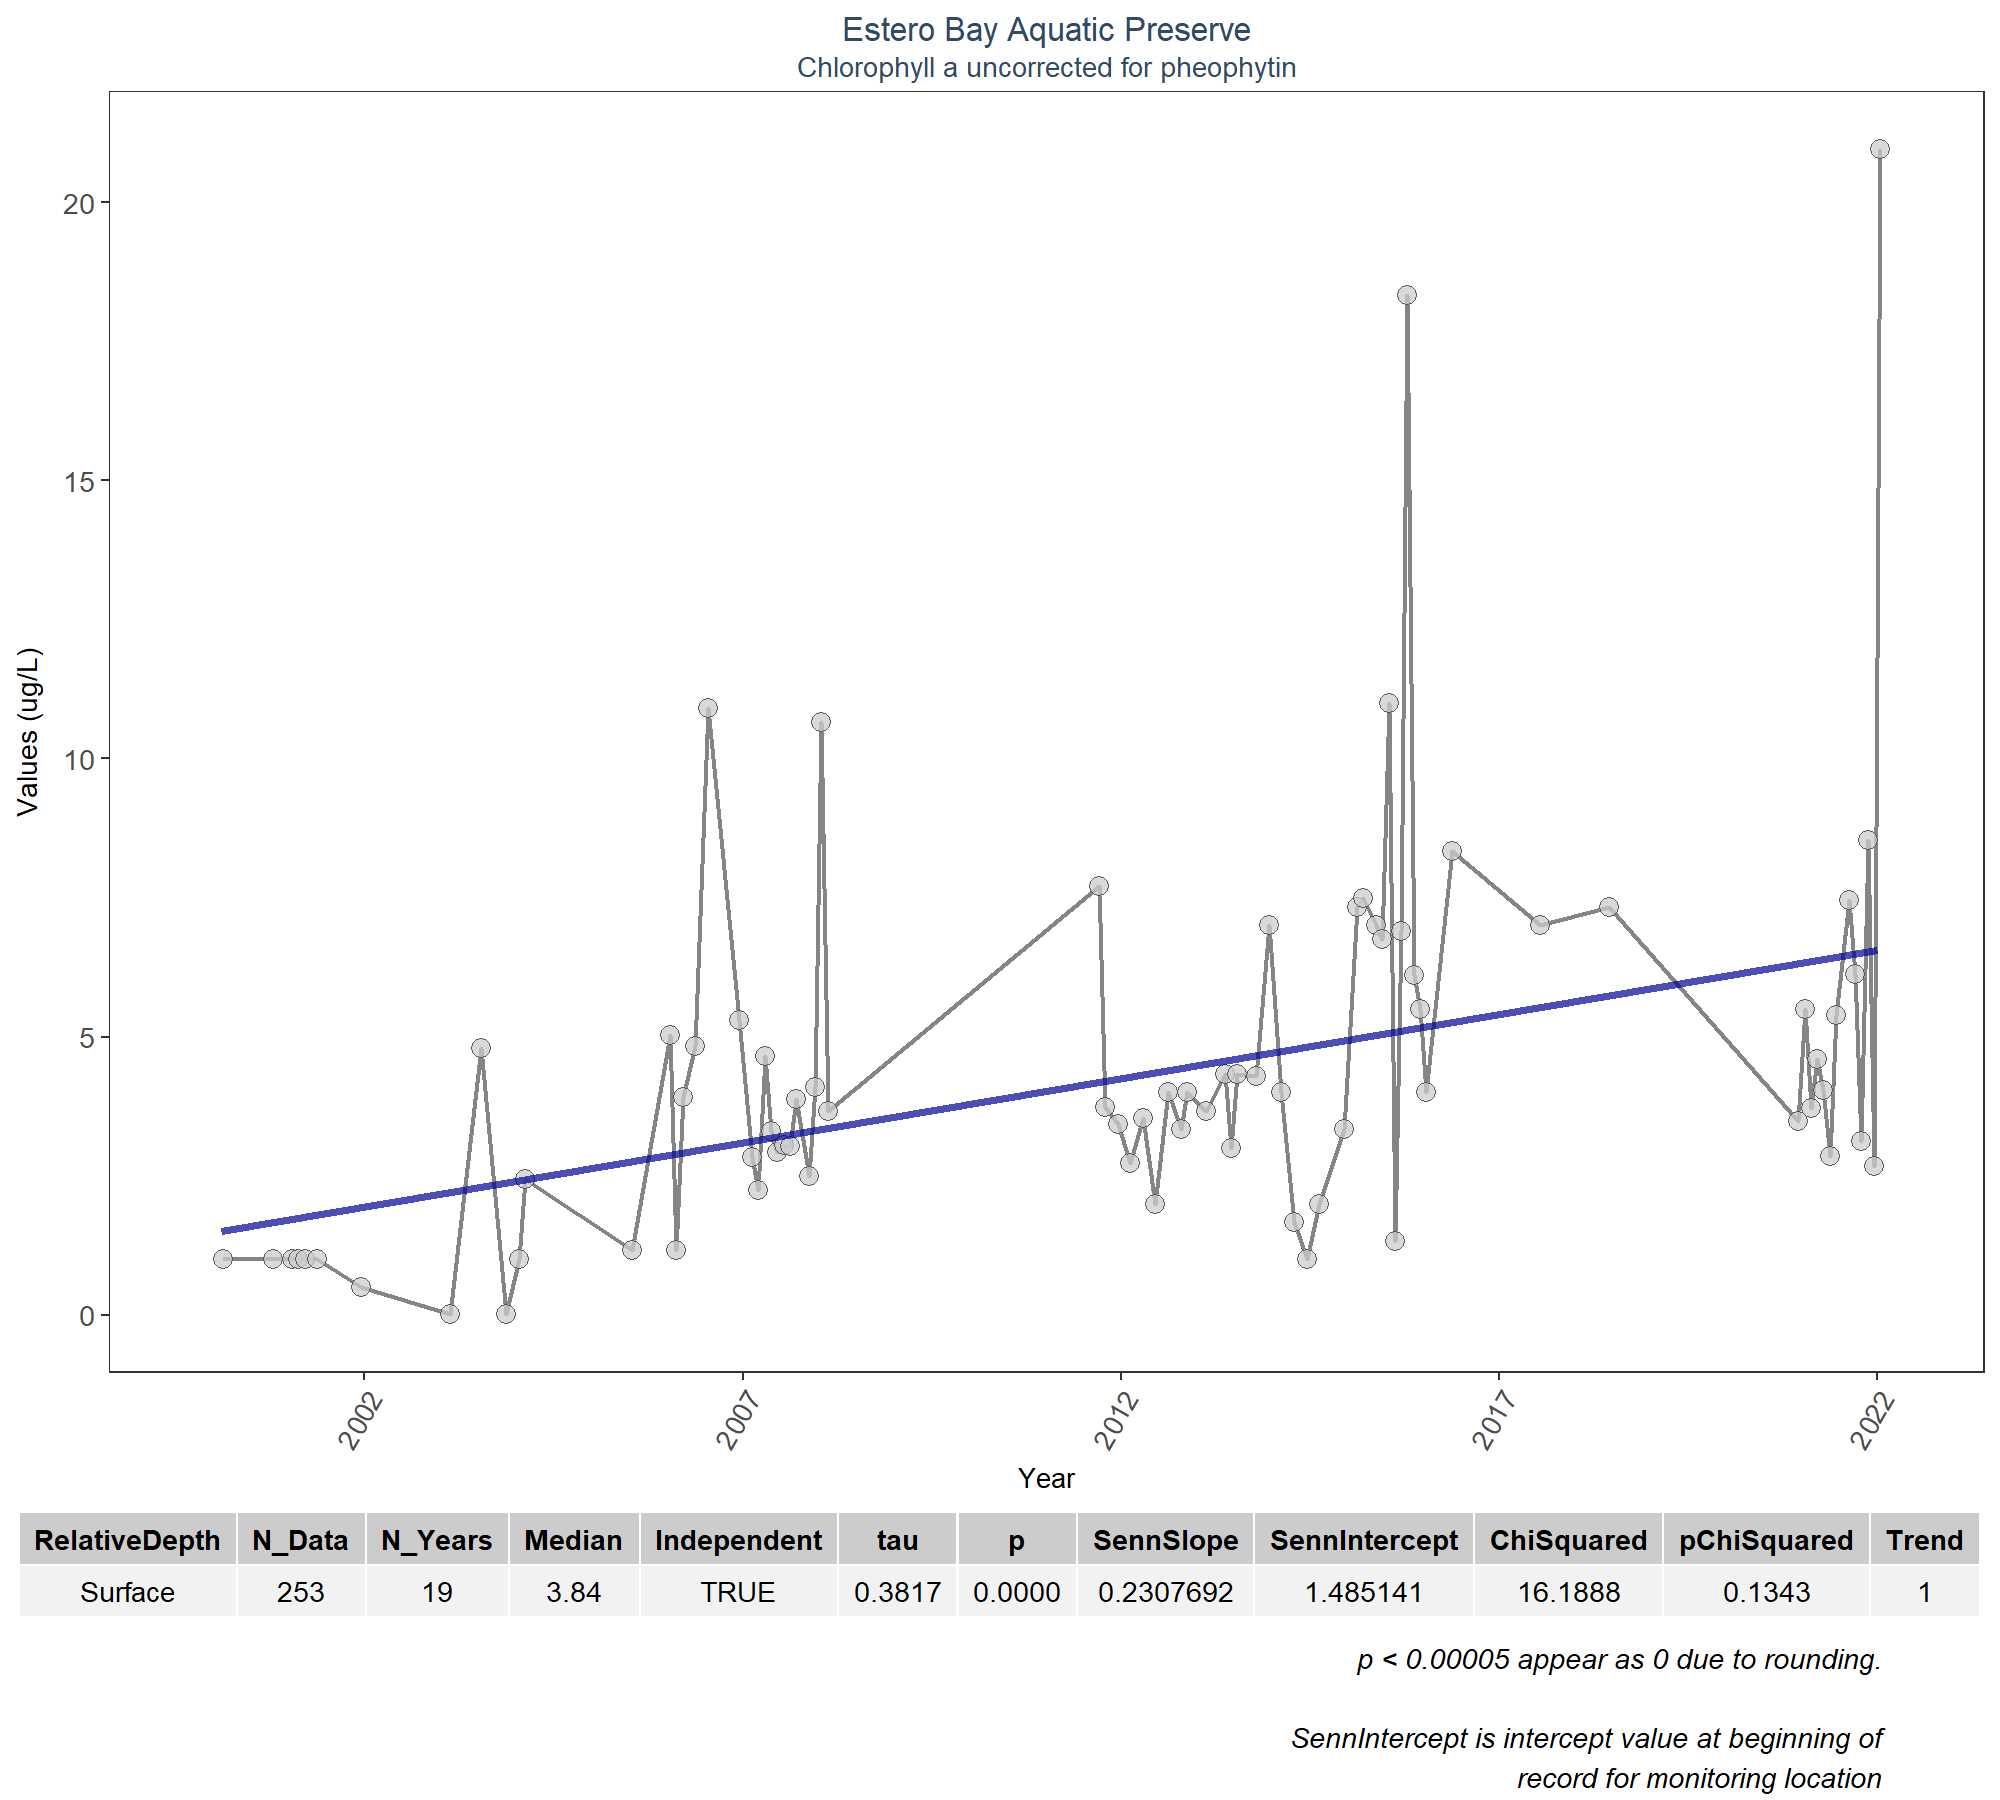 Estero Bay Aquatic Preserve
Chlorophyll a uncorrected for pheophytin
Values (ug/L)
20
15
10
5
0
2002 2007 2012 2017 2022
Year
RelativeDepth N_Data N_Years Median Independent tau p SennSlope SennIntercept ChiSquared pChiSquared Trend
Surface 253 19 3.84 TRUE 0.3817 0.0000 0.2307692 1.485141 16.1888 0.1343 1
p < 0.00005 appear as 0 due to rounding.
SennIntercept is intercept value at beginning of
record for monitoring location